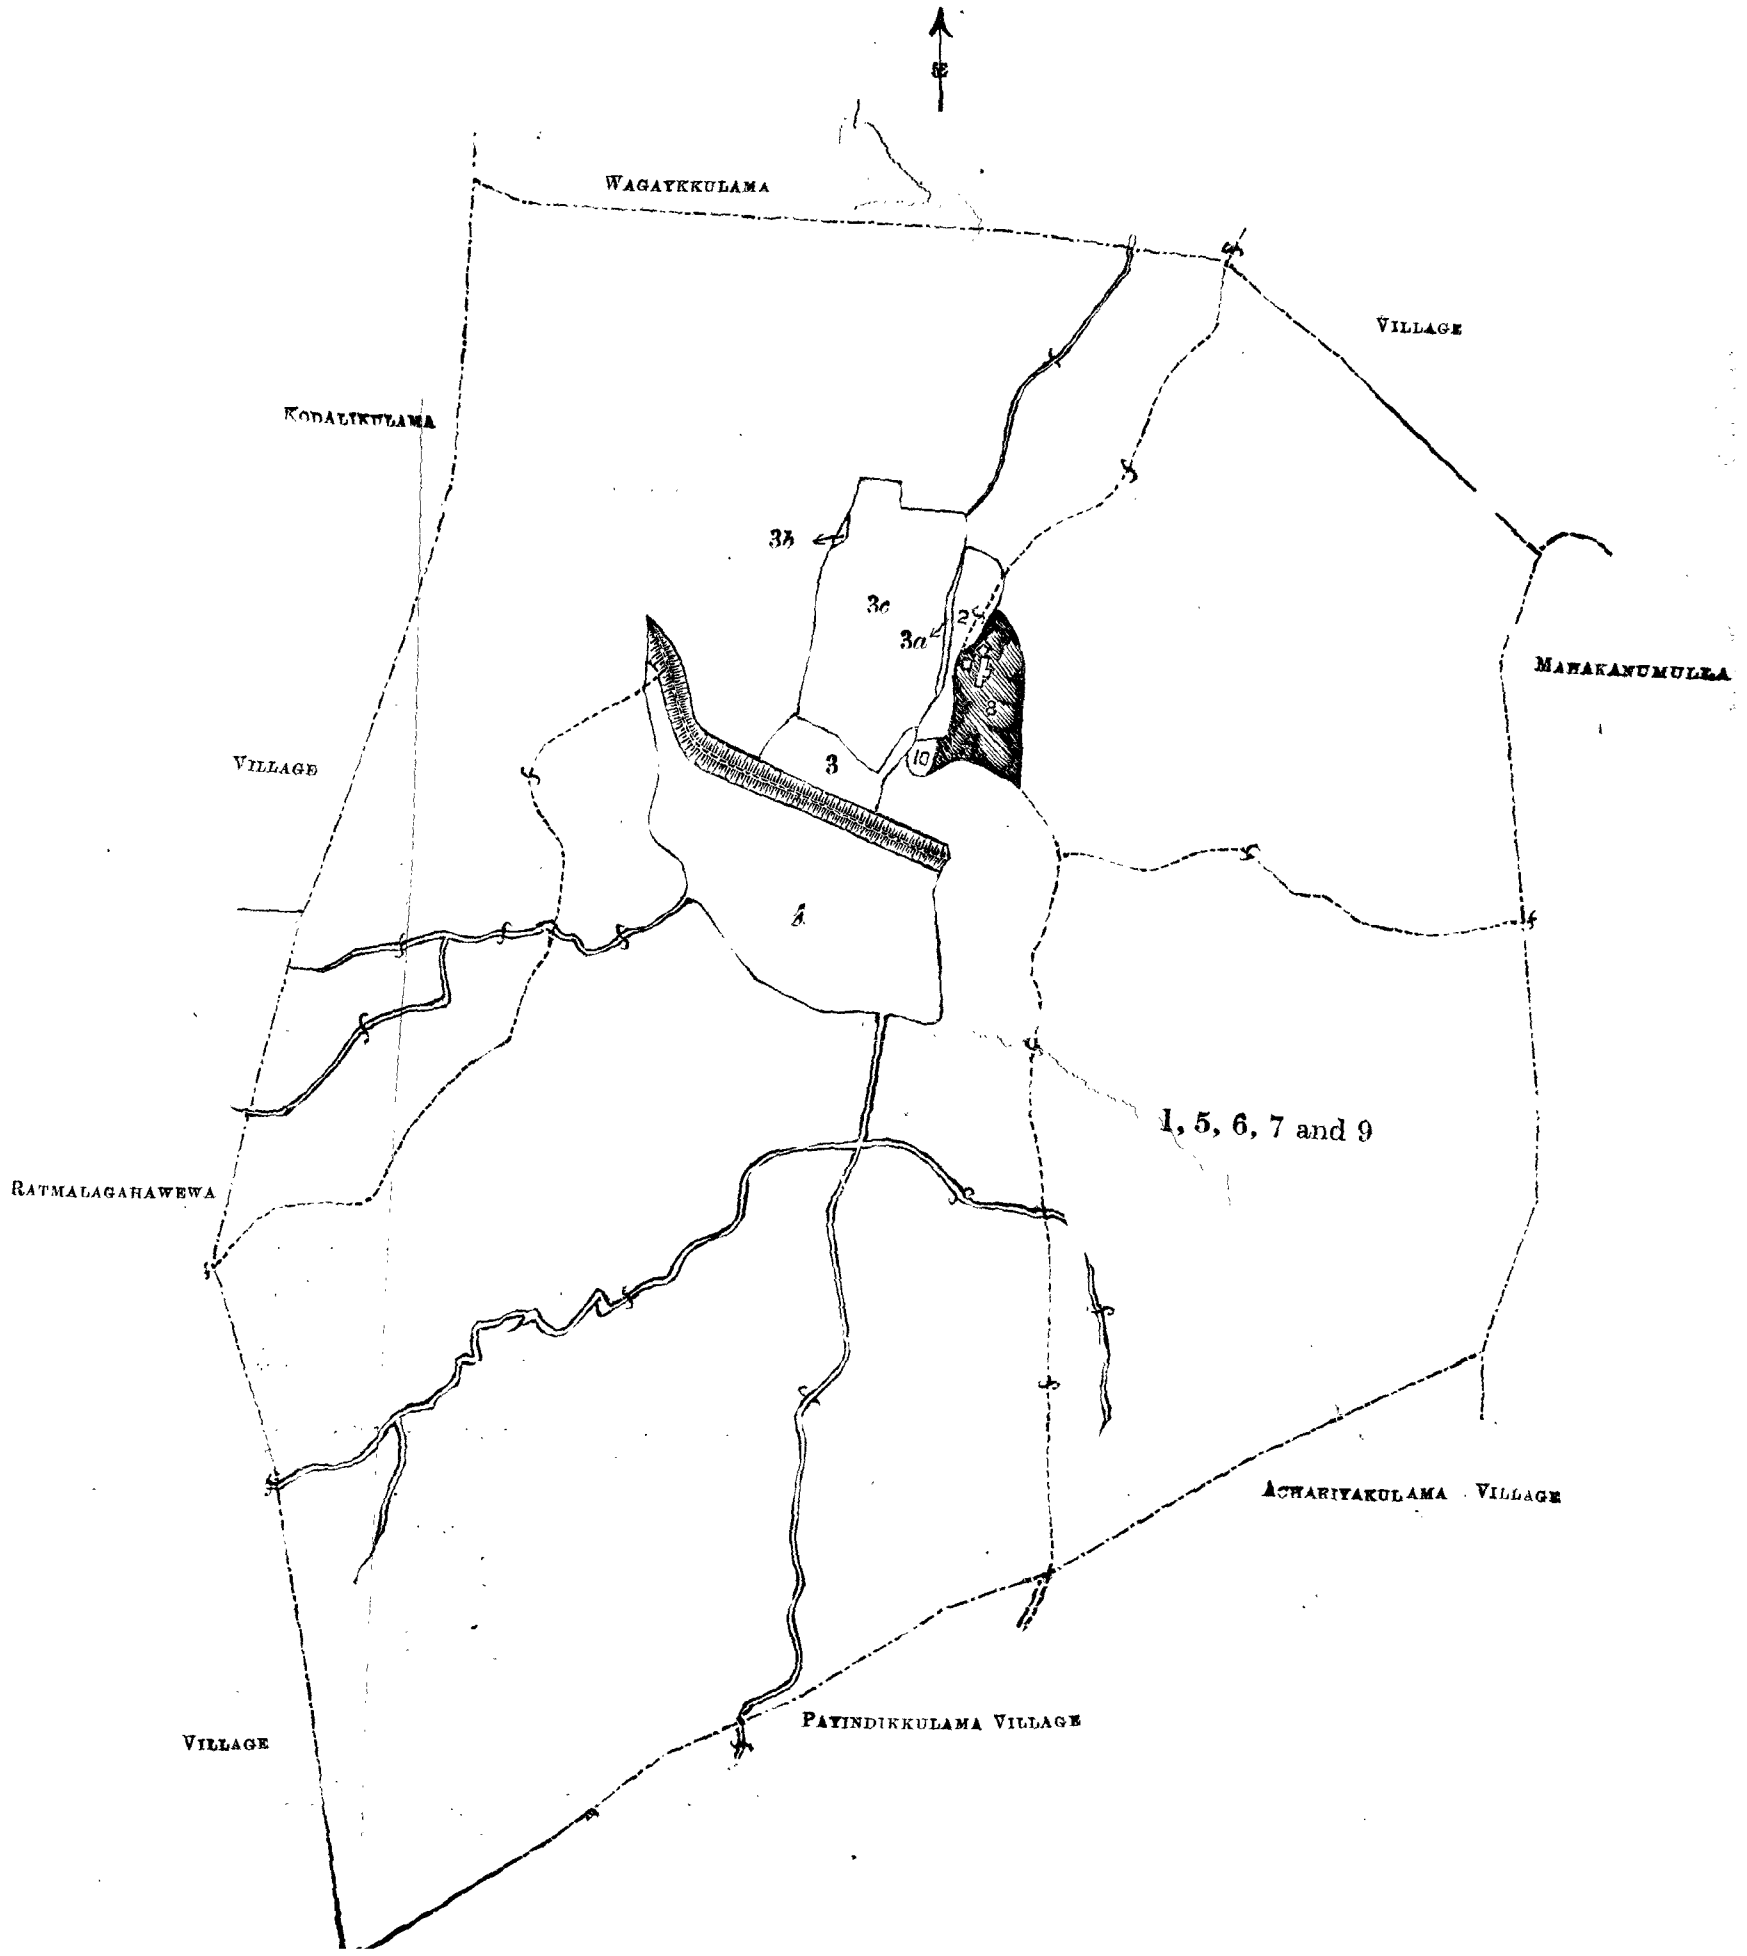 WAGAYKKULAMA
VILLAGE
KODALIKULAMA
3b
3c
2
3a
MAHAKANUMULLA
8
VILLAGE
3
10
1, 5, 6, 7 and 9
RATMALAGAHAWEWA
ACHARIYAKULAMA VILLAGE
PAYINDIKKULAMA VILLAGE
VILLAGE